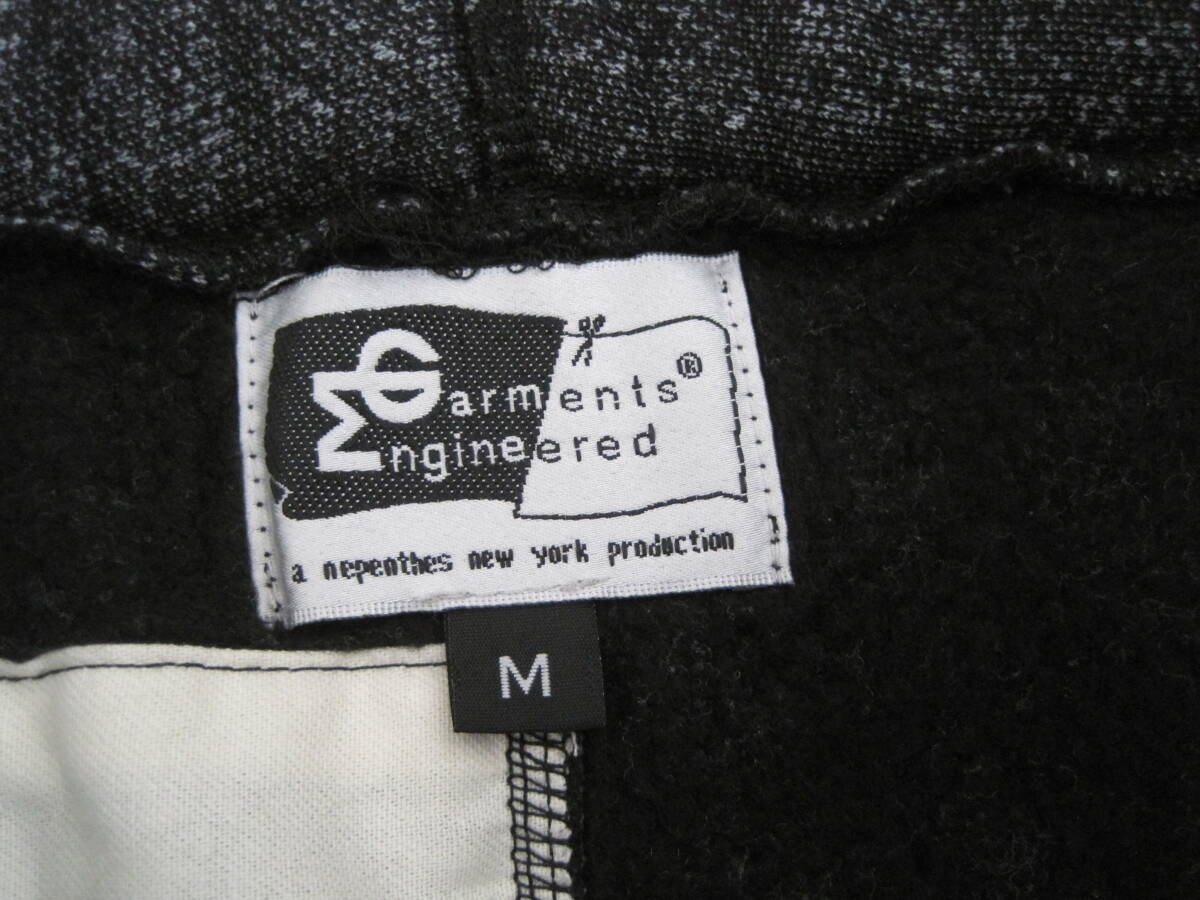 Garments®
Engineered
a nepenthes new york production
M